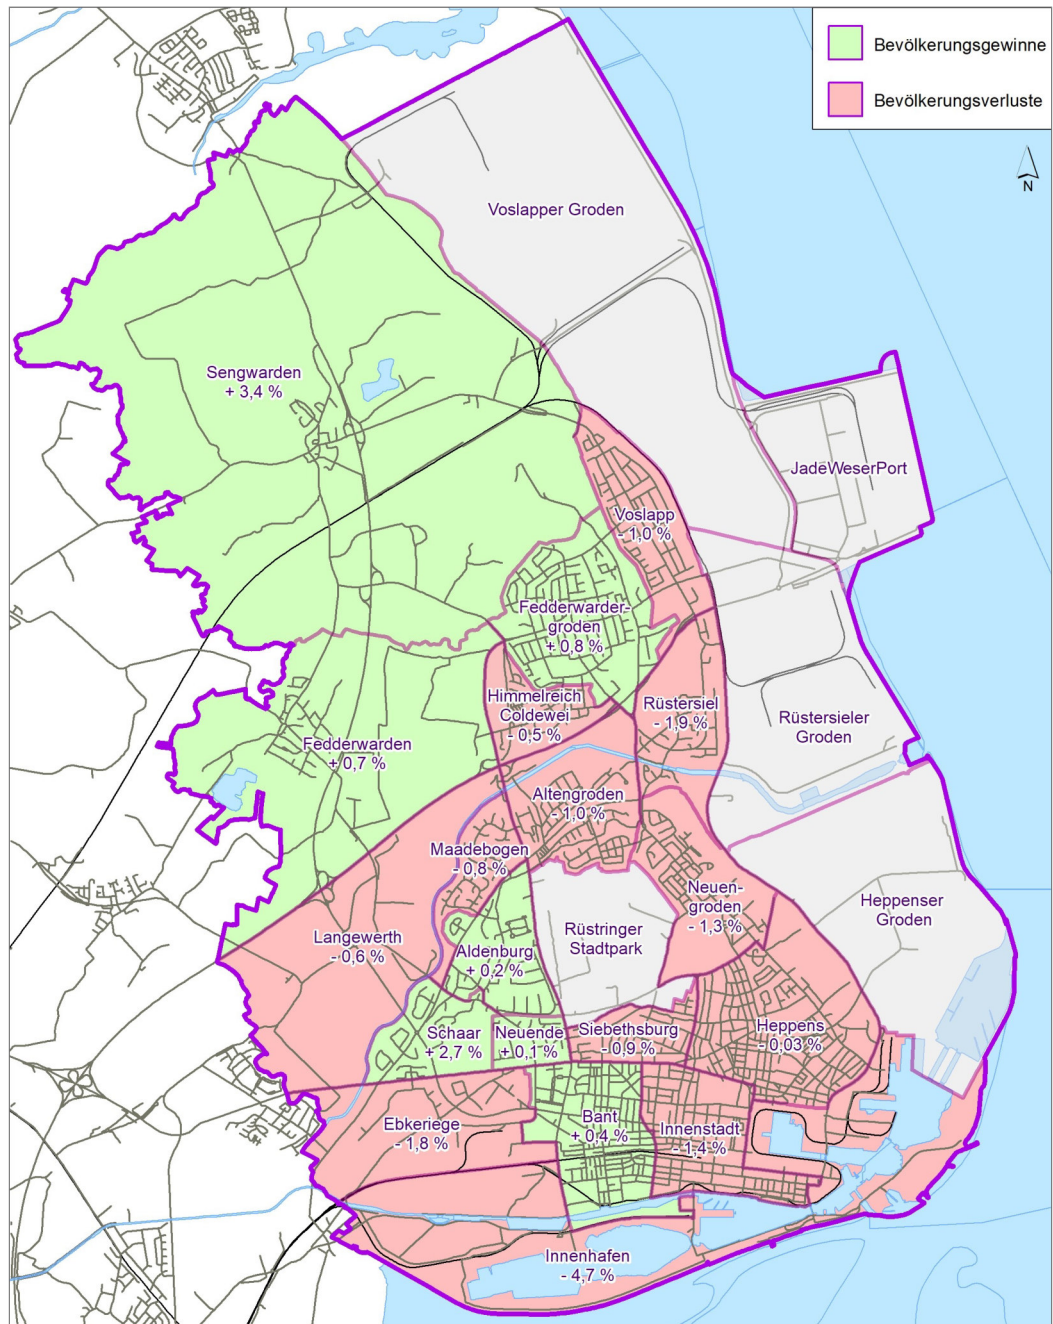 Bevölkerungsgewinne
Bevölkerungsverluste
N
Voslapper Groden
Sengwarden
+ 3,4 %
JadeWeserPort
Voslapp
- 1,0 %
Fedderwarder-
groden
+ 0,8 %
Himmelreich
Coldewei
- 0,5 %
Rüstersiel
- 1,9 %
Rüstersieler
Groden
Fedderwarden
+ 0,7 %
Altengroden
- 1,0 %
Maadebogen
- 0,8 %
Neuen-
groden
- 1,3 %
Heppenser
Groden
Langewerth
- 0,6 %
Rüstringer
Stadtpark
Aldenburg
+ 0,2 %
Schaar
+ 2,7 %
Neuende
+ 0,1 %
Siebethsburg
- 0,9 %
Heppens
- 0,03 %
Ebkeriege
- 1,8 %
Bant
+ 0,4 %
Innenstadt
- 1,4 %
Innenhafen
- 4,7 %